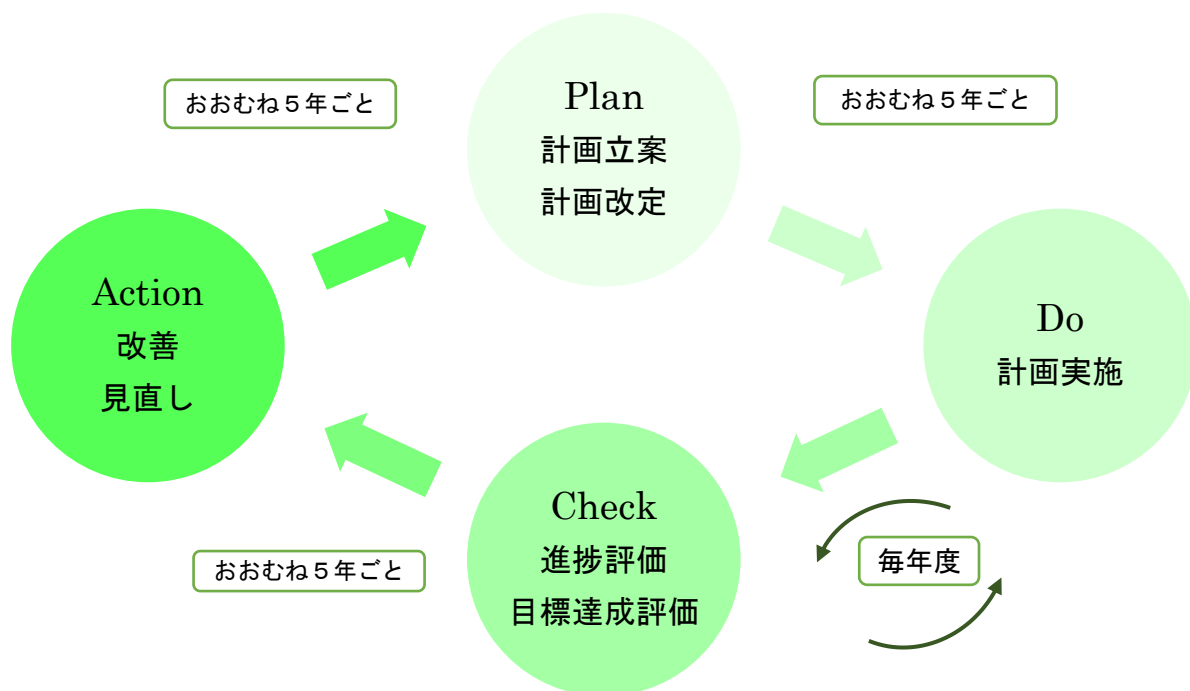 おおむね５年ごと
Plan
計画立案
計画改定
おおむね５年ごと
Action
改善
見直し
Do
計画実施
Check
進捗評価
目標達成評価
おおむね５年ごと
毎年度